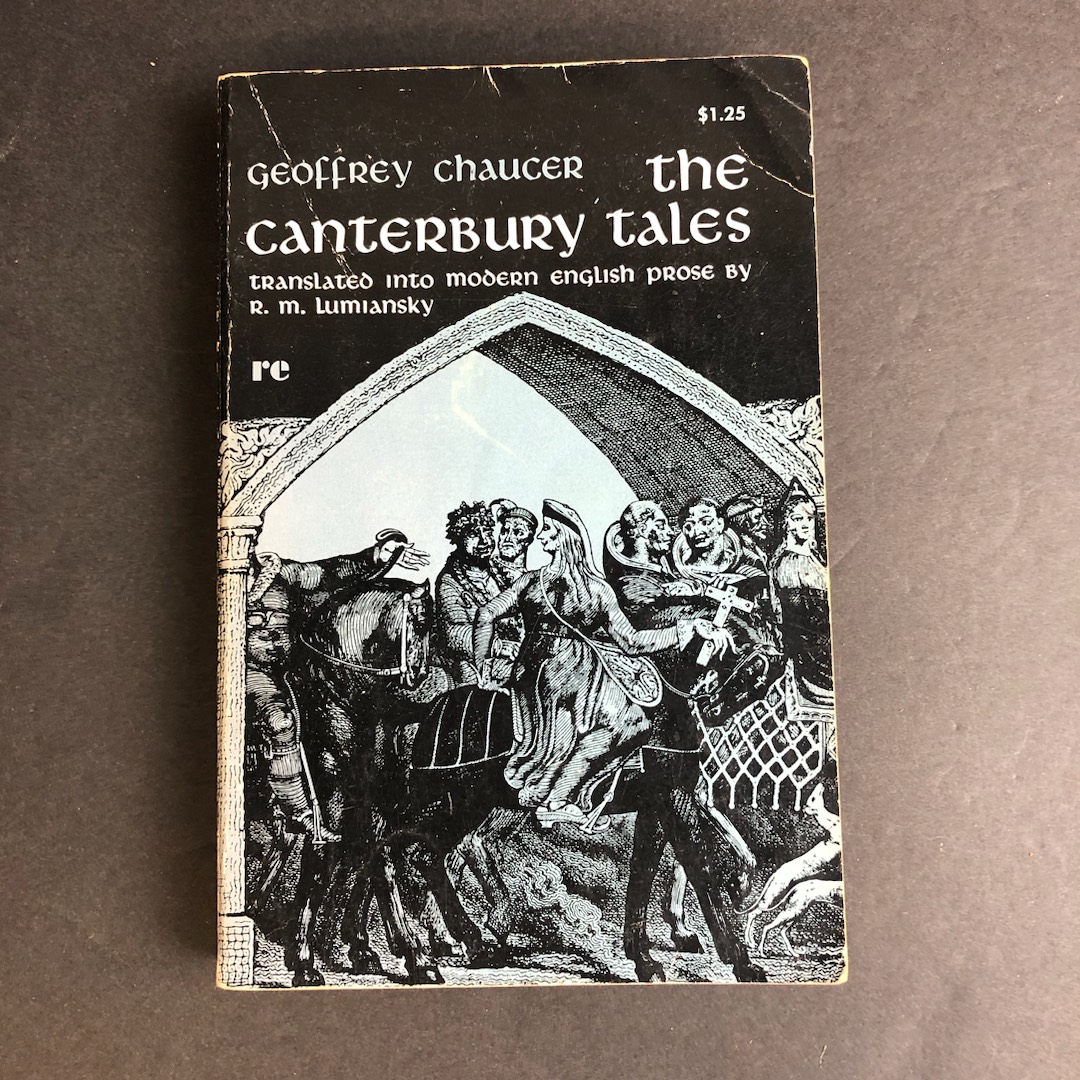 $1.25
Geoffrey Chaucer the
Canterbury Tales
translated into modern english prose by
R. M. Lumiansky
re